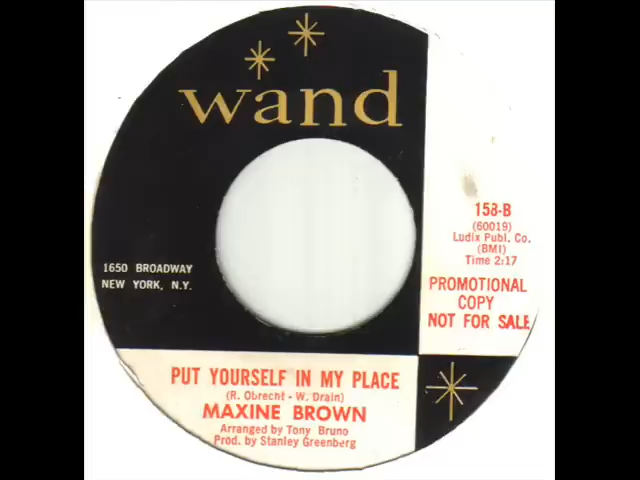 wand
158-B
(60019)
Ludix Publ. Co.
(BMI)
Time 2:17
1650 BROADWAY
NEW YORK, N.Y.
PROMOTIONAL
COPY
NOT FOR SALE
PUT YOURSELF IN MY PLACE
(R. Obrecht - W. Drain)
MAXINE BROWN
Arranged by Tony Bruno
Prod. by Stanley Greenberg